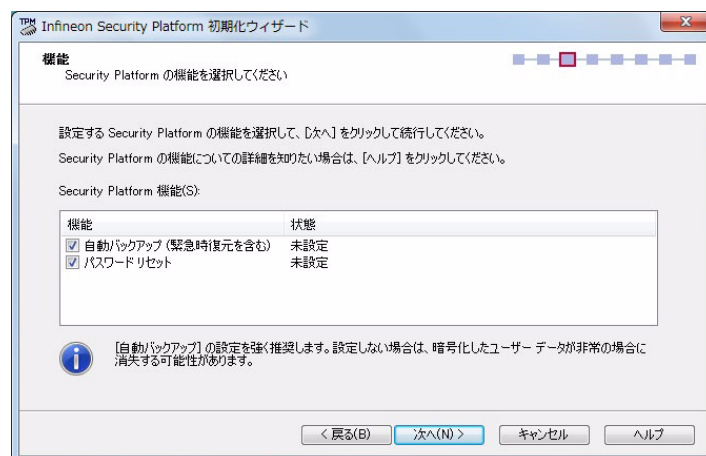 TPM Infineon Security Platform 初期化ウィザード
機能
Security Platform の機能を選択してください
設定する Security Platform の機能を選択して、[次へ] をクリックして続行してください。
Security Platform の機能についての詳細を知りたい場合は、[ヘルプ] をクリックしてください。
Security Platform 機能(S):
機能 状態
自動バックアップ (緊急時復元を含む) 未設定
パスワード リセット 未設定
[自動バックアップ] の設定を強く推奨します。設定しない場合は、暗号化したユーザー データが非常の場合に
消失する可能性があります。
< 戻る(B) 次へ(N) > キャンセル ヘルプ